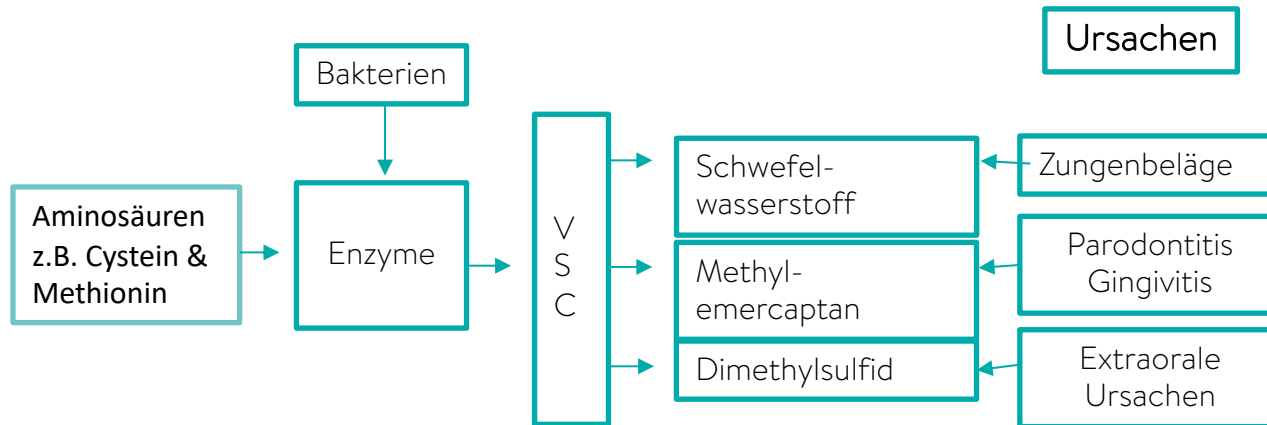 Ursachen
Bakterien
Aminosäuren
z.B. Cystein &
Methionin
Enzyme
V
S
C
Schwefel-
wasserstoff
Methyl-
emercaptan
Dimethylsulfid
Zungenbeläge
Parodontitis
Gingivitis
Extraorale
Ursachen